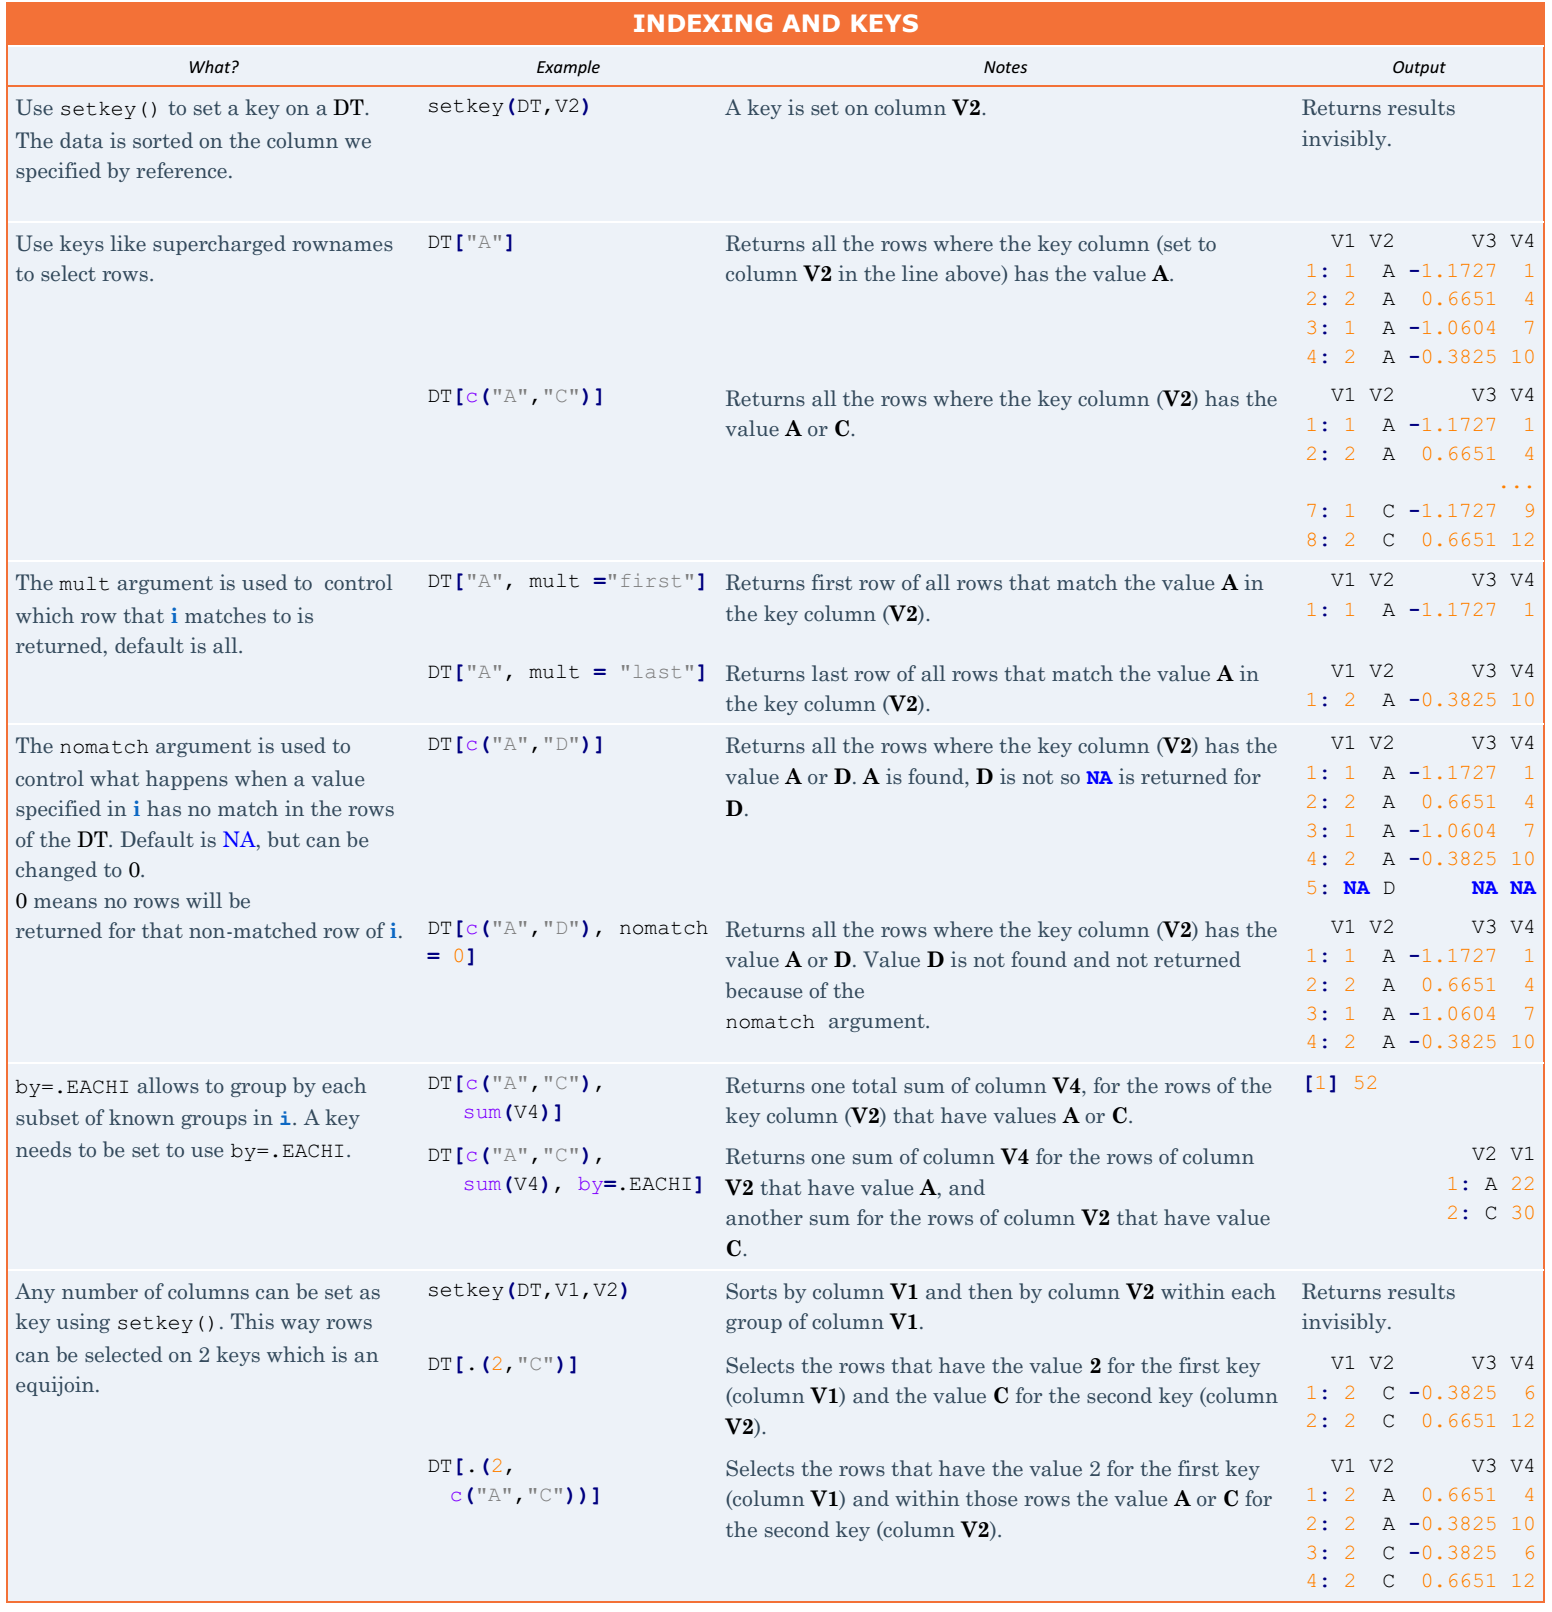 INDEXING AND KEYS
What? Example Notes Output
Use setkey() to set a key on a DT.
The data is sorted on the column we
specified by reference.
setkey(DT,V2)
A key is set on column V2.
Returns results
invisibly.
Use keys like supercharged rownames
to select rows.
DT["A"]
Returns all the rows where the key column (set to
column V2 in the line above) has the value A.
V1 V2 V3 V4
1: 1 A -1.1727 1
2: 2 A 0.6651 4
3: 1 A -1.0604 7
4: 2 A -0.3825 10
DT[c("A","C")]
Returns all the rows where the key column (V2) has the
value A or C.
V1 V2 V3 V4
1: 1 A -1.1727 1
2: 2 A 0.6651 4
...
7: 1 C -1.1727 9
8: 2 C 0.6651 12
The mult argument is used to control
which row that i matches to is
returned, default is all.
DT["A", mult ="first"]
Returns first row of all rows that match the value A in
the key column (V2).
V1 V2 V3 V4
1: 1 A -1.1727 1
DT["A", mult = "last"]
Returns last row of all rows that match the value A in
the key column (V2).
V1 V2 V3 V4
1: 2 A -0.3825 10
The nomatch argument is used to
control what happens when a value
specified in i has no match in the rows
of the DT. Default is NA, but can be
changed to 0.
0 means no rows will be
returned for that non-matched row of i.
DT[c("A","D")]
Returns all the rows where the key column (V2) has the
value A or D. A is found, D is not so NA is returned for
D.
V1 V2 V3 V4
1: 1 A -1.1727 1
2: 2 A 0.6651 4
3: 1 A -1.0604 7
4: 2 A -0.3825 10
5: NA D NA NA
DT[c("A","D"), nomatch
= 0]
Returns all the rows where the key column (V2) has the
value A or D. Value D is not found and not returned
because of the
nomatch argument.
V1 V2 V3 V4
1: 1 A -1.1727 1
2: 2 A 0.6651 4
3: 1 A -1.0604 7
4: 2 A -0.3825 10
by=.EACHI allows to group by each
subset of known groups in i. A key
needs to be set to use by=.EACHI.
DT[c("A","C"),
sum(V4)]
Returns one total sum of column V4, for the rows of the
key column (V2) that have values A or C.
[1] 52
DT[c("A","C"),
sum(V4), by=.EACHI]
Returns one sum of column V4 for the rows of column
V2 that have value A, and
another sum for the rows of column V2 that have value
C.
V2 V1
1: A 22
2: C 30
Any number of columns can be set as
key using setkey(). This way rows
can be selected on 2 keys which is an
equijoin.
setkey(DT,V1,V2)
Sorts by column V1 and then by column V2 within each
group of column V1.
Returns results
invisibly.
DT[.(2,"C")]
Selects the rows that have the value 2 for the first key
(column V1) and the value C for the second key (column
V2).
V1 V2 V3 V4
1: 2 C -0.3825 6
2: 2 C 0.6651 12
DT[.(2,
c("A","C"))]
Selects the rows that have the value 2 for the first key
(column V1) and within those rows the value A or C for
the second key (column V2).
V1 V2 V3 V4
1: 2 A 0.6651 4
2: 2 A -0.3825 10
3: 2 C -0.3825 6
4: 2 C 0.6651 12